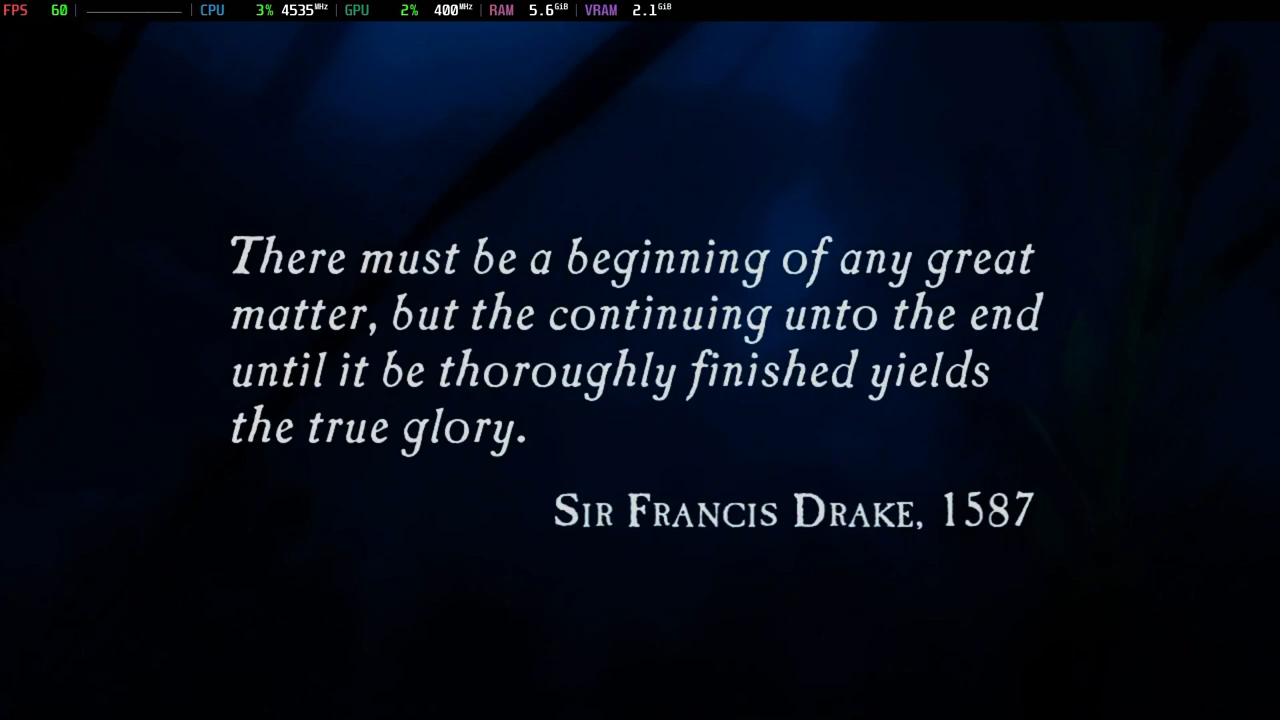 FPS 60 CPU 3% 4535MHz GPU 2% 400MHz RAM 5.6GiB VRAM 2.1GiB
There must be a beginning of any great
matter, but the continuing unto the end
until it be thoroughly finished yields
the true glory.
SIR FRANCIS DRAKE, 1587